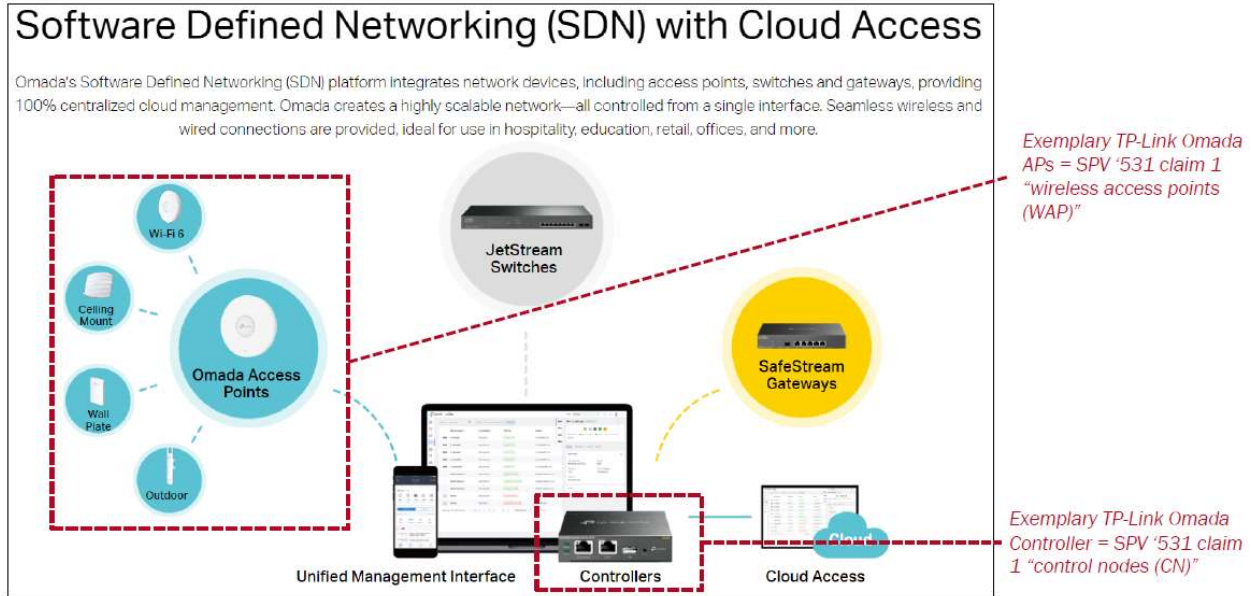 Software Defined Networking (SDN) with Cloud Access
Omada's Software Defined Networking (SDN) platform integrates network devices, including access points, switches and gateways, providing
100% centralized cloud management. Omada creates a highly scalable network—all controlled from a single interface. Seamless wireless and
wired connections are provided, ideal for use in hospitality, education, retail, offices, and more.
Exemplary TP-Link Omada
APs = SPV '531 claim 1
"wireless access points
(WAP)"
Wi-Fi 6
JetStream
Switches
Celling
Mount
Omada Access
Points
SafeStream
Gateways
Wall
Plate
Outdoor
Cloud
Exemplary TP-Link Omada
Controller = SPV '531 claim
1 "control nodes (CN)"
Unified Management Interface
Controllers
Cloud Access